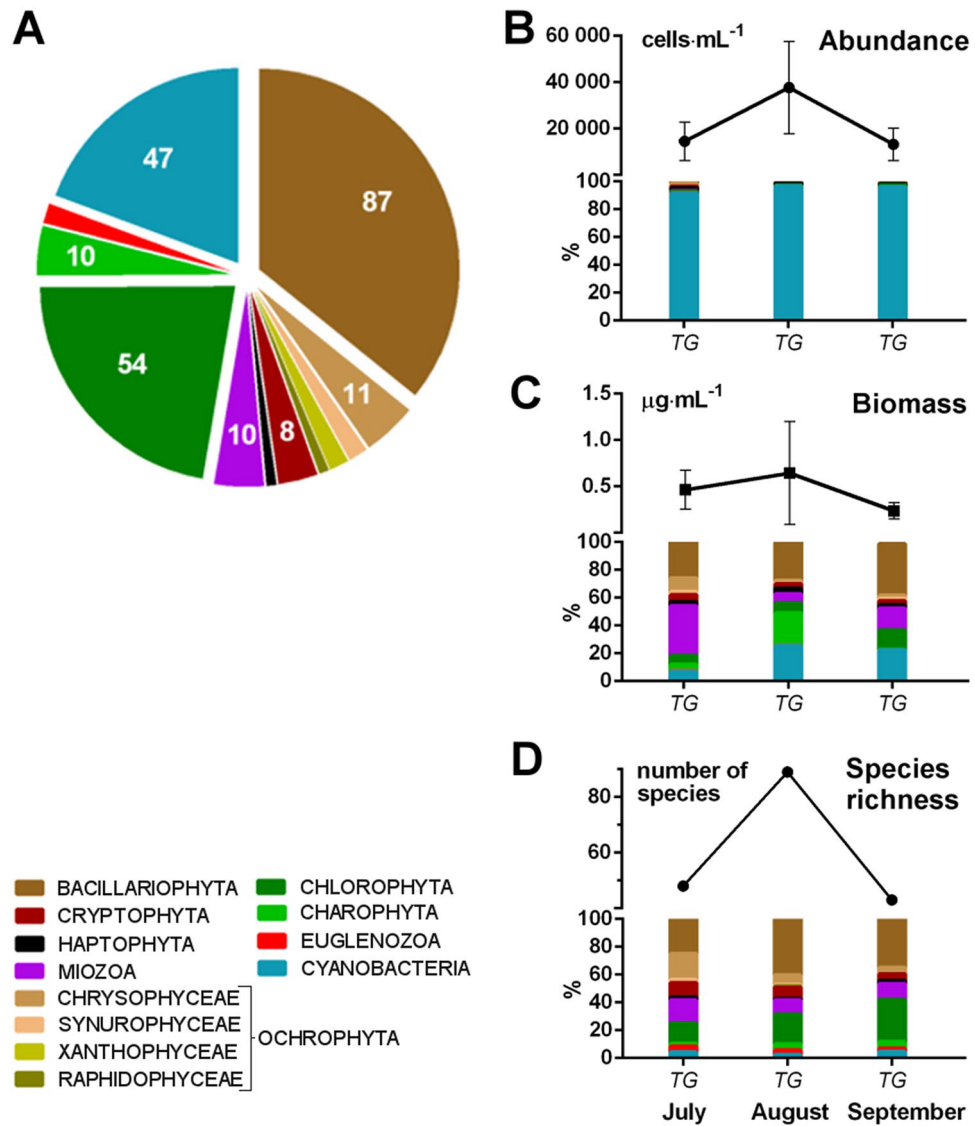 A
87
11
8
10
54
10
47
B
cells·mL⁻¹
Abundance
60 000
40 000
20 000
100
80
60
40
20
0
%
TG
TG
TG
C
µg·mL⁻¹
Biomass
1.5
1.0
0.5
100
80
60
40
20
0
%
TG
TG
TG
D
number of
species
Species
richness
80
60
100
80
60
40
20
0
%
TG
TG
TG
July
August
September
BACILLARIOPHYTA
CRYPTOPHYTA
HAPTOPHYTA
MIOZOA
CHRYSOPHYCEAE
SYNUROPHYCEAE
XANTHOPHYCEAE
RAPHIDOPHYCEAE
OCHROPHYTA
CHLOROPHYTA
CHAROPHYTA
EUGLENOZOA
CYANOBACTERIA